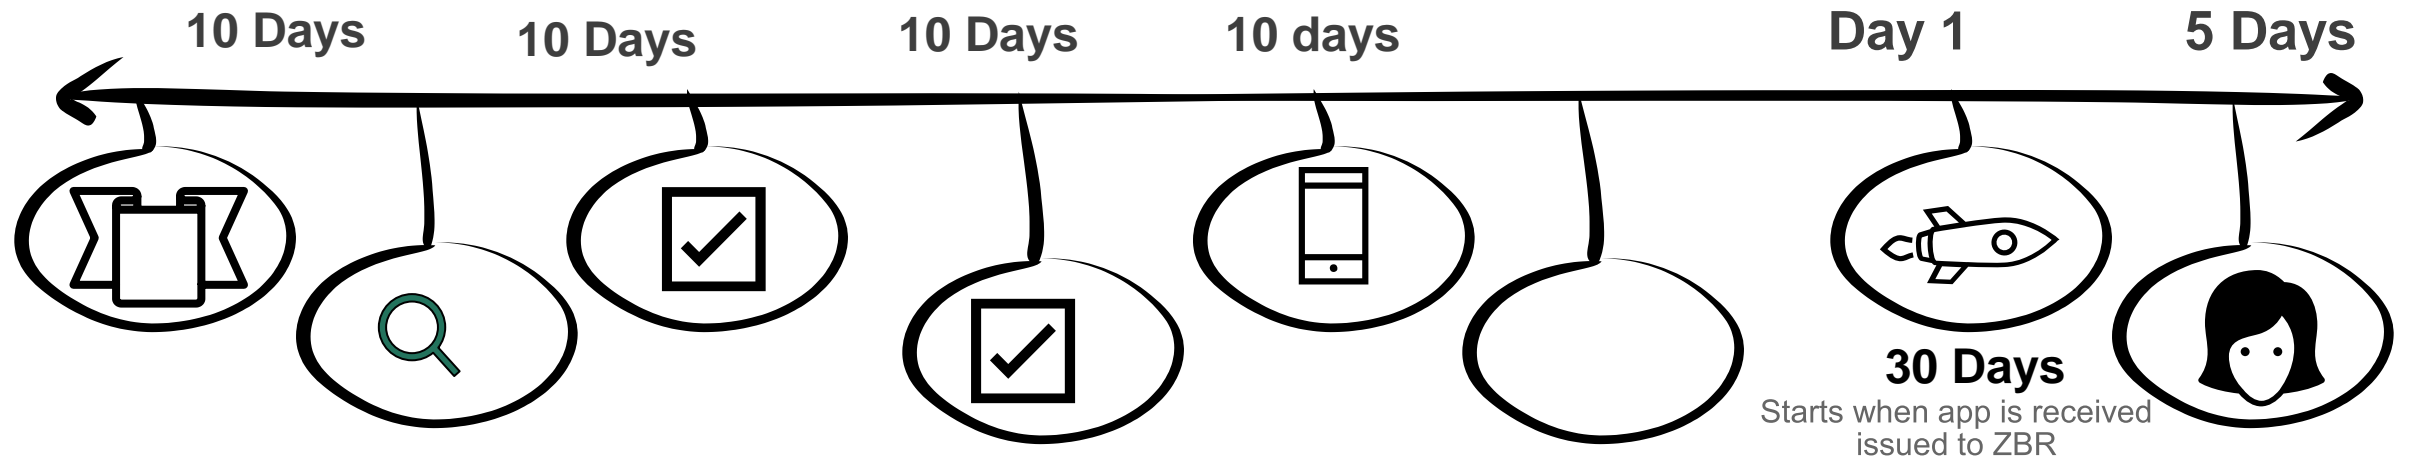 10 Days
10 Days
10 Days
10 days
Day 1
5 Days
30 Days
Starts when app is received
issued to ZBR